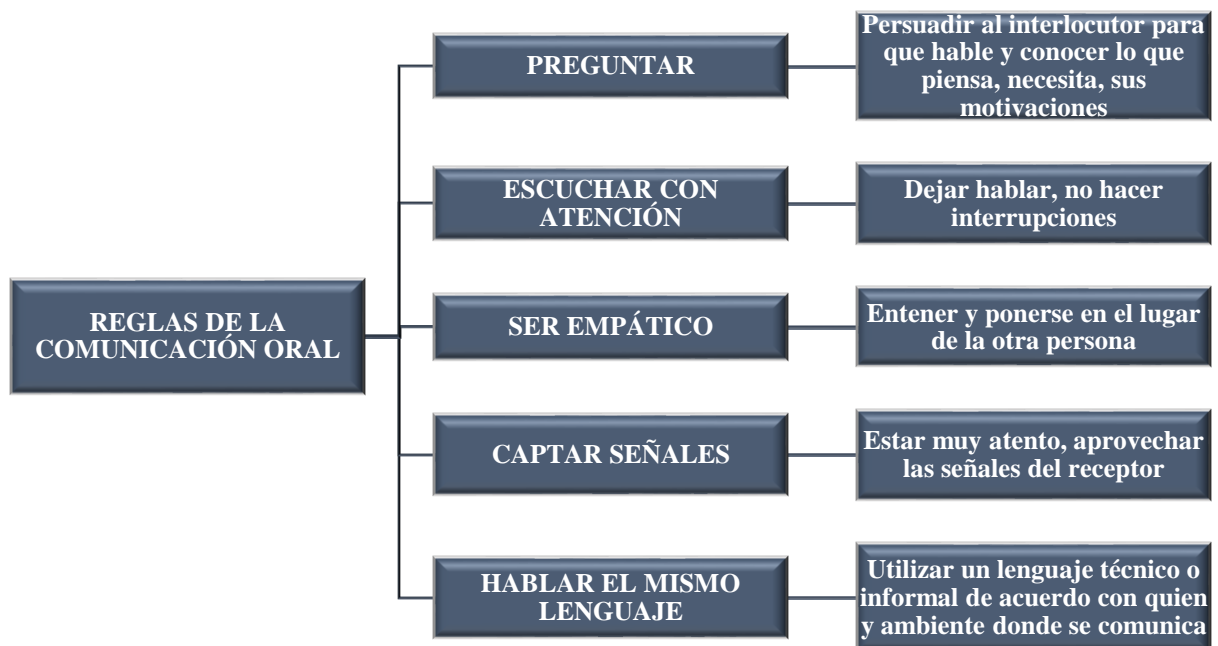 REGLAS DE LA
COMUNICACIÓN ORAL
PREGUNTAR
Persuadir al interlocutor para
que hable y conocer lo que
piensa, necesita, sus
motivaciones
ESCUCHAR CON
ATENCIÓN
Dejar hablar, no hacer
interrupciones
SER EMPÁTICO
Entener y ponerse en el lugar
de la otra persona
CAPTAR SEÑALES
Estar muy atento, aprovechar
las señales del receptor
HABLAR EL MISMO
LENGUAJE
Utilizar un lenguaje técnico o
informal de acuerdo con quien
y ambiente donde se comunica